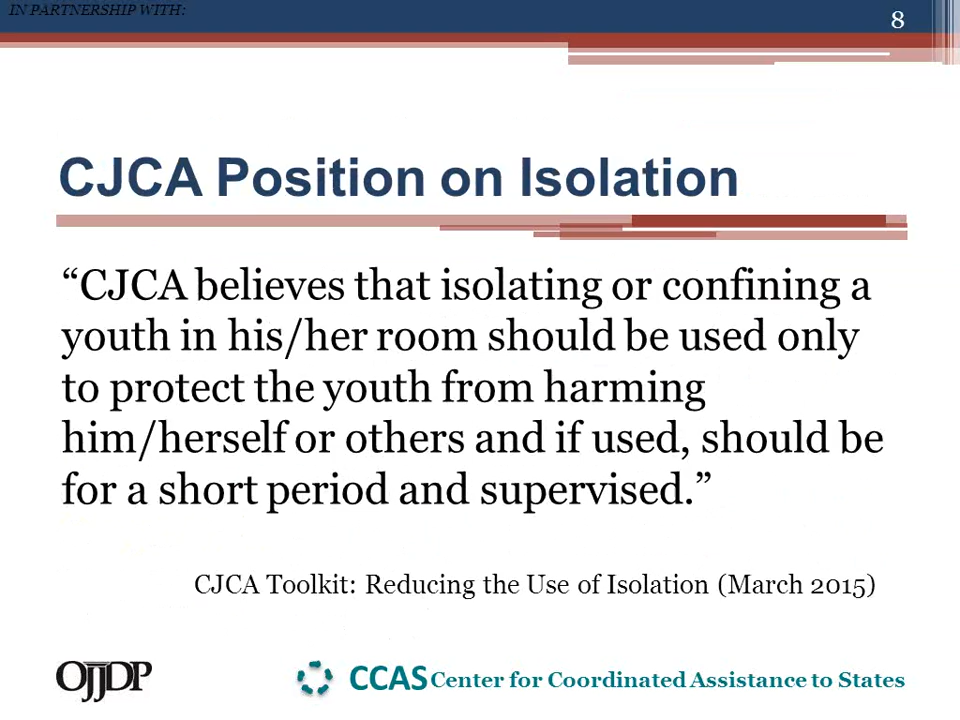 IN PARTNERSHIP WITH:
8
CJCA Position on Isolation
“CJCA believes that isolating or confining a
youth in his/her room should be used only
to protect the youth from harming
him/herself or others and if used, should be
for a short period and supervised.”
CJCA Toolkit: Reducing the Use of Isolation (March 2015)
OJJDP
CCAS Center for Coordinated Assistance to States